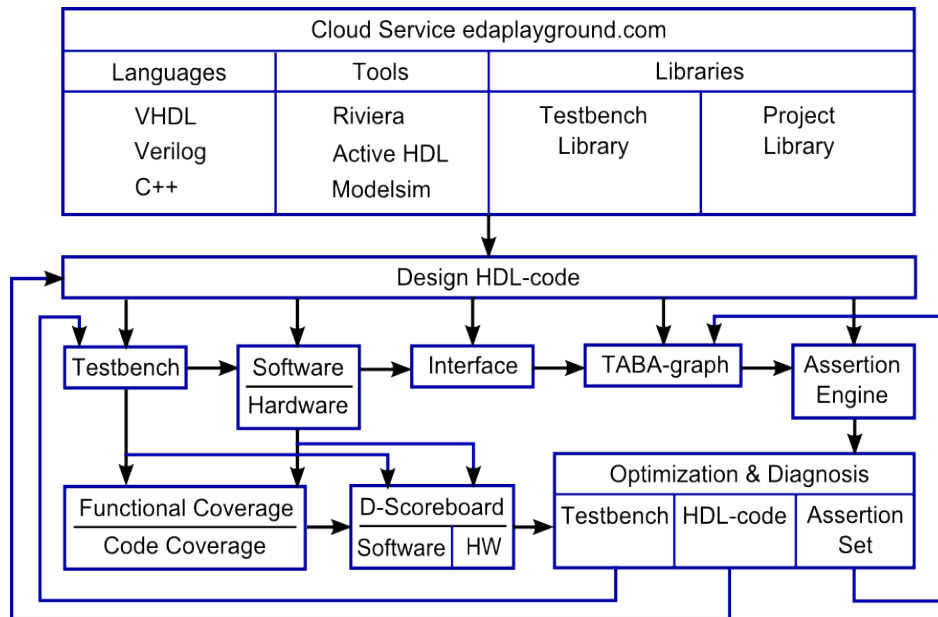 Cloud Service edaplayground.com
Languages
Tools
Libraries
VHDL
Verilog
C++
Riviera
Active HDL
Modelsim
Testbench
Library
Project
Library
Design HDL-code
Testbench
Software
Hardware
Interface
TABA-graph
Assertion
Engine
Functional Coverage
Code Coverage
D-Scoreboard
Software
HW
Optimization & Diagnosis
Testbench
HDL-code
Assertion
Set